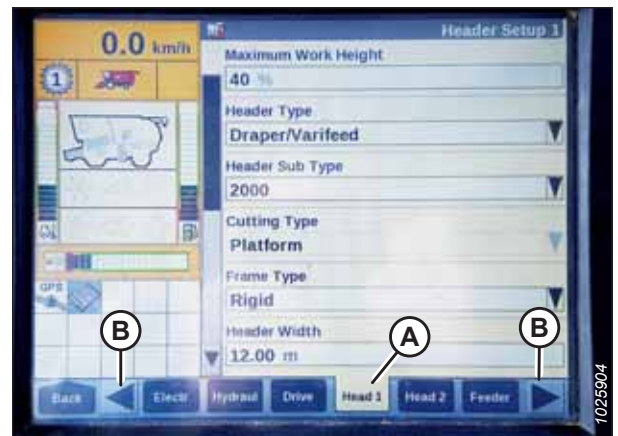 0.0 km/h
Header Setup 1
1
Maximum Work Height
40 %
Header Type
Draper/Varifeed
Header Sub Type
2000
Cutting Type
Platform
Frame Type
Rigid
GPS
Header Width
12.00 m
B
A
B
Back
Electr
Hydraul
Drive
Head 1
Head 2
Feeder
1025904